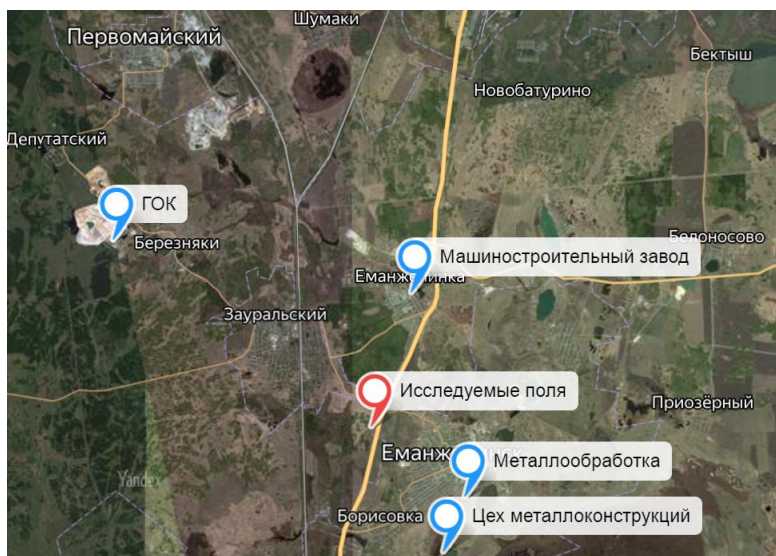 Шумаки
Первомайский
Бектыш
Новобатурино
Депутатский
ГОК
Березняки
Белоносово
Машиностроительный завод
Еманжелинка
Зауральский
Исследуемые поля
Приозёрный
Металлообработка
Yandex
Борисовка
Цех металлоконструкций